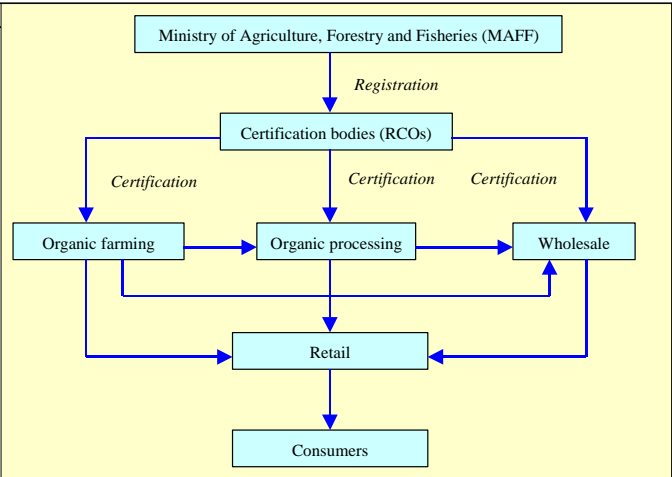 Ministry of Agriculture, Forestry and Fisheries (MAFF)
Registration
Certification bodies (RCOs)
Certification
Certification
Certification
Organic farming
Organic processing
Wholesale
Retail
Consumers